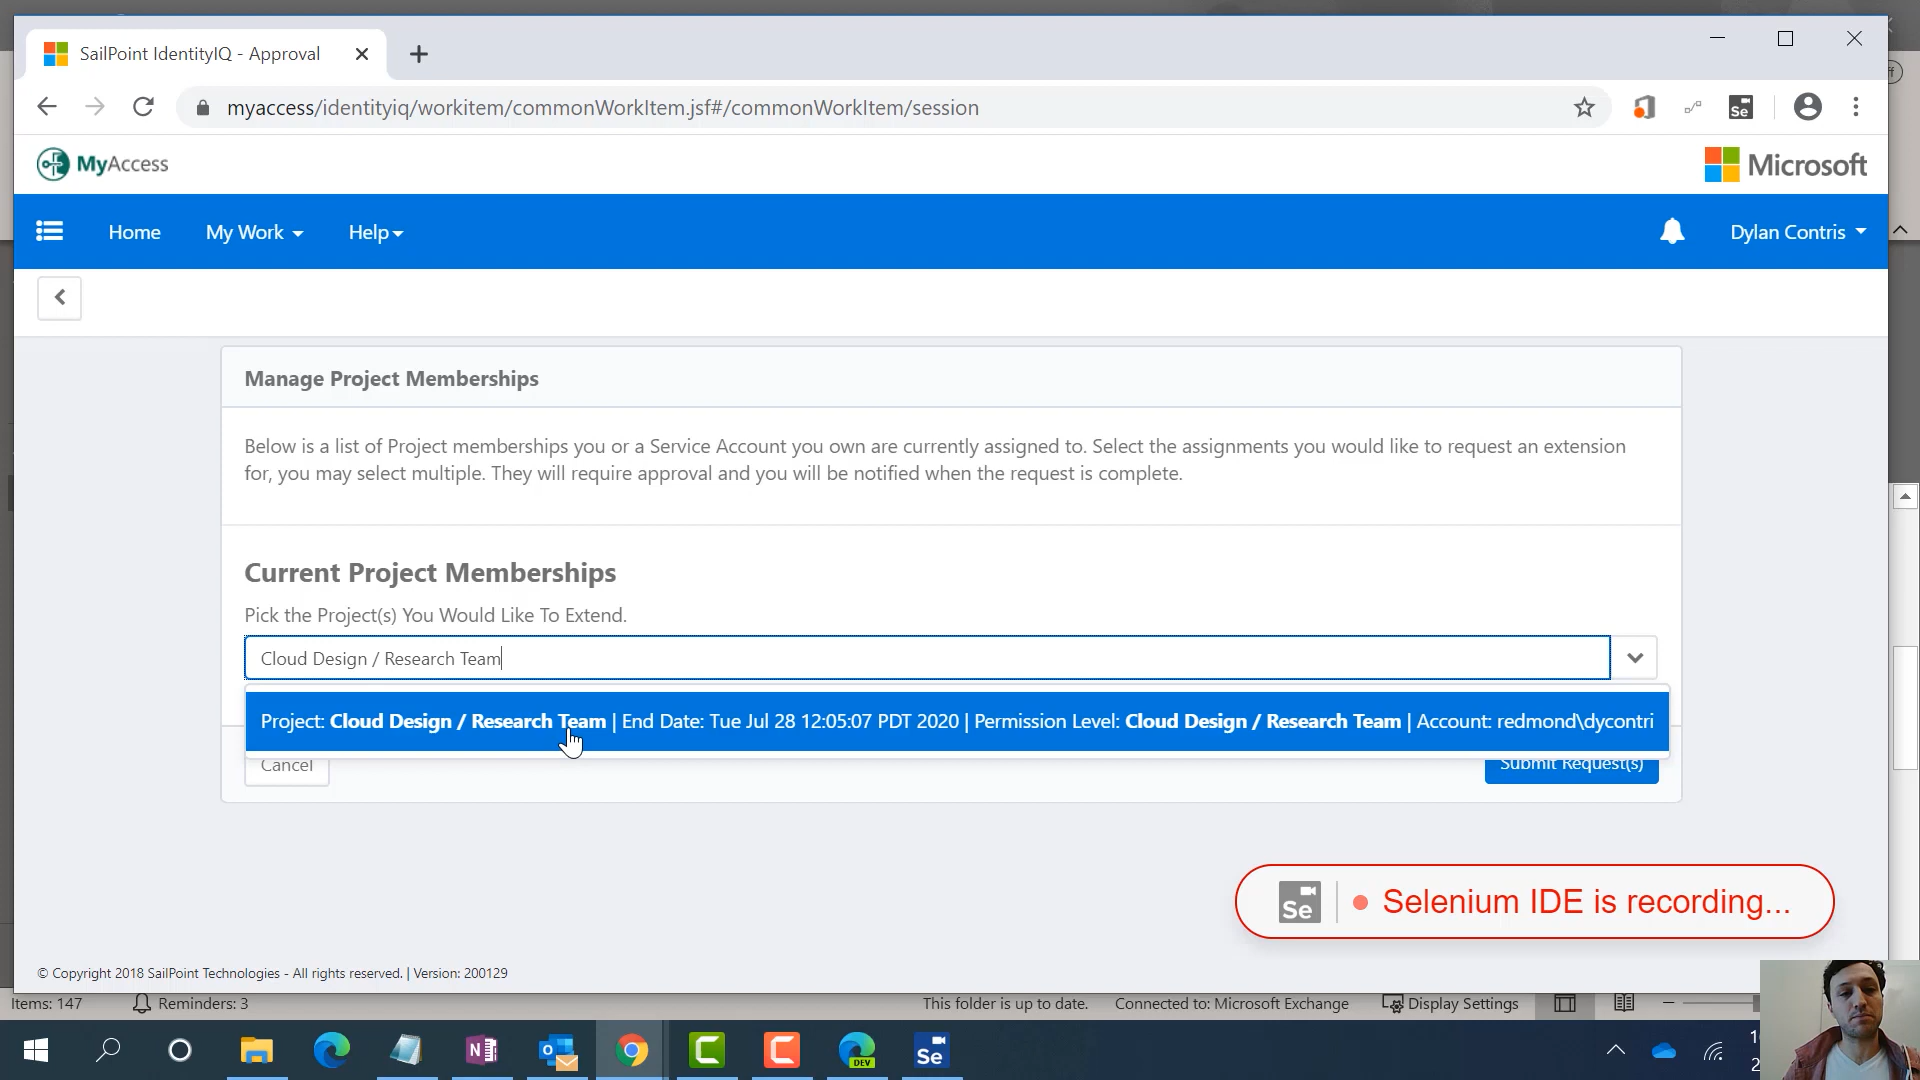 SailPoint IdentityIQ - Approval
myaccess/identityiq/workitem/commonWorkItem.jsf#/commonWorkItem/session
Se
MyAccess
Microsoft
Home
My Work
Help
Dylan Contris
Manage Project Memberships
Below is a list of Project memberships you or a Service Account you own are currently assigned to. Select the assignments you would like to request an extension
for, you may select multiple. They will require approval and you will be notified when the request is complete.
Current Project Memberships
Pick the Project(s) You Would Like To Extend.
Cloud Design / Research Team
Project: Cloud Design / Research Team | End Date: Tue Jul 28 12:05:07 PDT 2020 | Permission Level: Cloud Design / Research Team | Account: redmond\dycontri
Cancel
Submit Request(s)
Se
Selenium IDE is recording...
© Copyright 2018 SailPoint Technologies - All rights reserved. | Version: 200129
Items: 147
Reminders: 3
This folder is up to date.
Connected to: Microsoft Exchange
Display Settings
N
DEV
Se